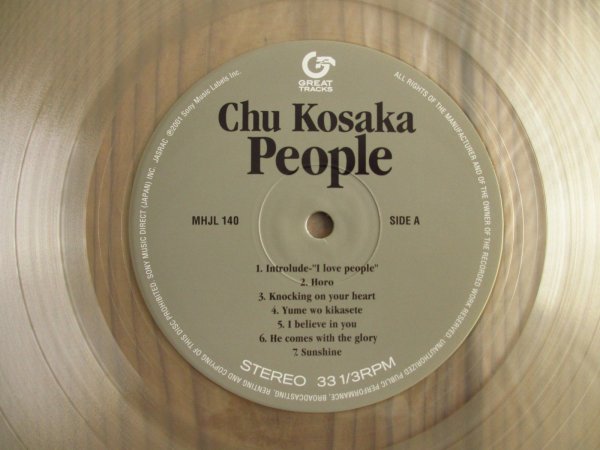 GREAT
TRACKS
Chu Kosaka
People
MHJL 140
SIDE A
1. Introlude-"I love people"
2. Horo
3. Knocking on your heart
4. Yume wo kikasete
5. I believe in you
6. He comes with the glory
7. Sunshine
STEREO 33 1/3RPM
ALL RIGHTS OF THE MANUFACTURER AND OF THE OWNER OF THE RECORDED WORK RESERVED. UNAUTHORIZED PUBLIC PERFORMANCE, BROADCASTING, RENTING, AND COPYING OF THIS DISC PROHIBITED SONY MUSIC DIRECT (JAPAN) INC. JASRAC ℗2001 Sony Music Labels Inc.